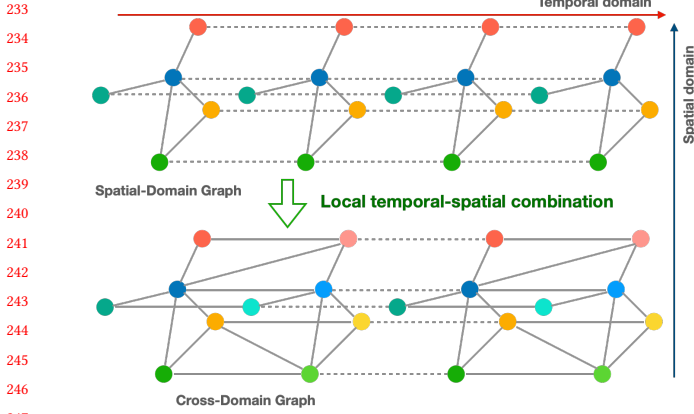 Temporal domain
233
234
235
236
237
238
239
240
241
242
243
244
245
246
Spatial domain
Spatial-Domain Graph
Local temporal-spatial combination
Cross-Domain Graph